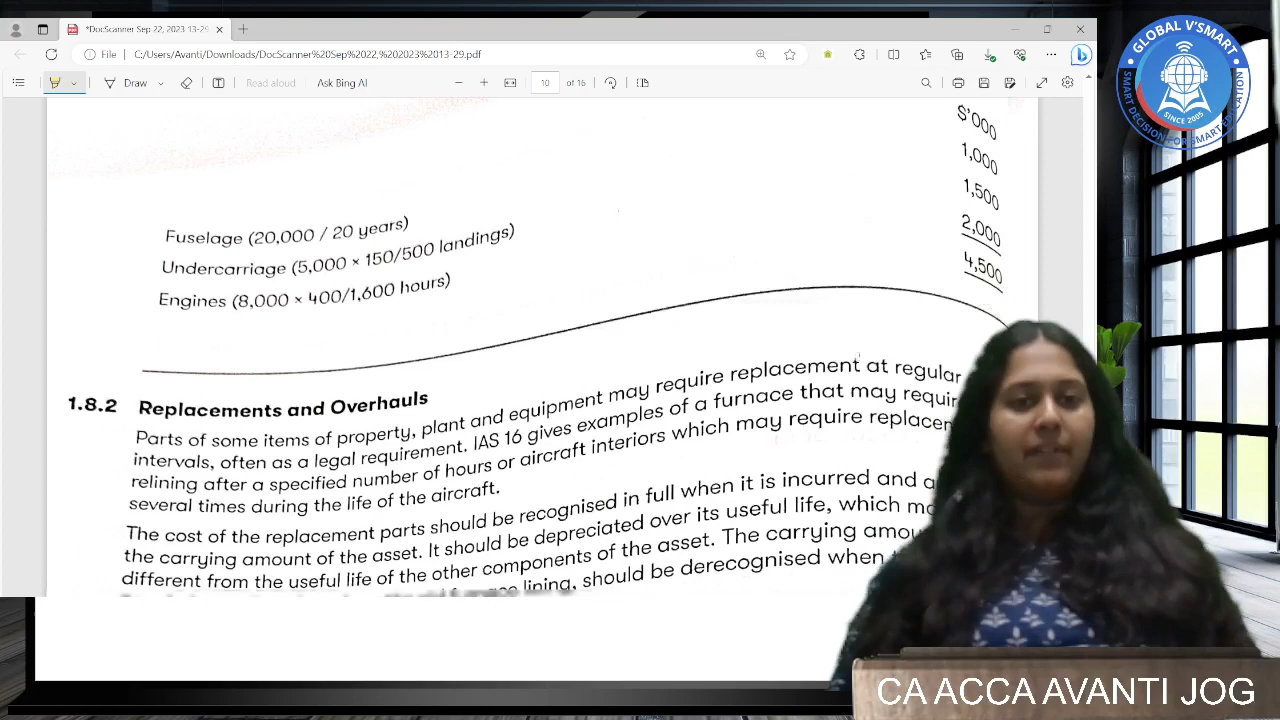 *DocScanner Sep 22, 2023 13-29
File
C:/Users/Avanti/Downloads/DocScanner%20Sep%2022,%202023%2013-29.pdf
Draw
Read aloud
Ask Bing AI
10 of 16
GLOBAL V'SMART
SMART DECISION FOR SMART EDUCATION
SINCE 2005
$'000
Fuselage (20,000 / 20 years) 1,000
Undercarriage (5,000 × 150/500 landings) 1,500
Engines (8,000 × 400/1,600 hours) 2,000
4,500
1.8.2 Replacements and Overhauls
Parts of some items of property, plant and equipment may require replacement at regular
intervals, often as a legal requirement. IAS 16 gives examples of a furnace that may requir
relining after a specified number of hours or aircraft interiors which may require replacem
several times during the life of the aircraft.
The cost of the replacement parts should be recognised in full when it is incurred and a
the carrying amount of the asset. It should be depreciated over its useful life, which ma
different from the useful life of the other components of the asset. The carrying amou
lining, should be derecognised when
CA ACCA AVANTI JOG